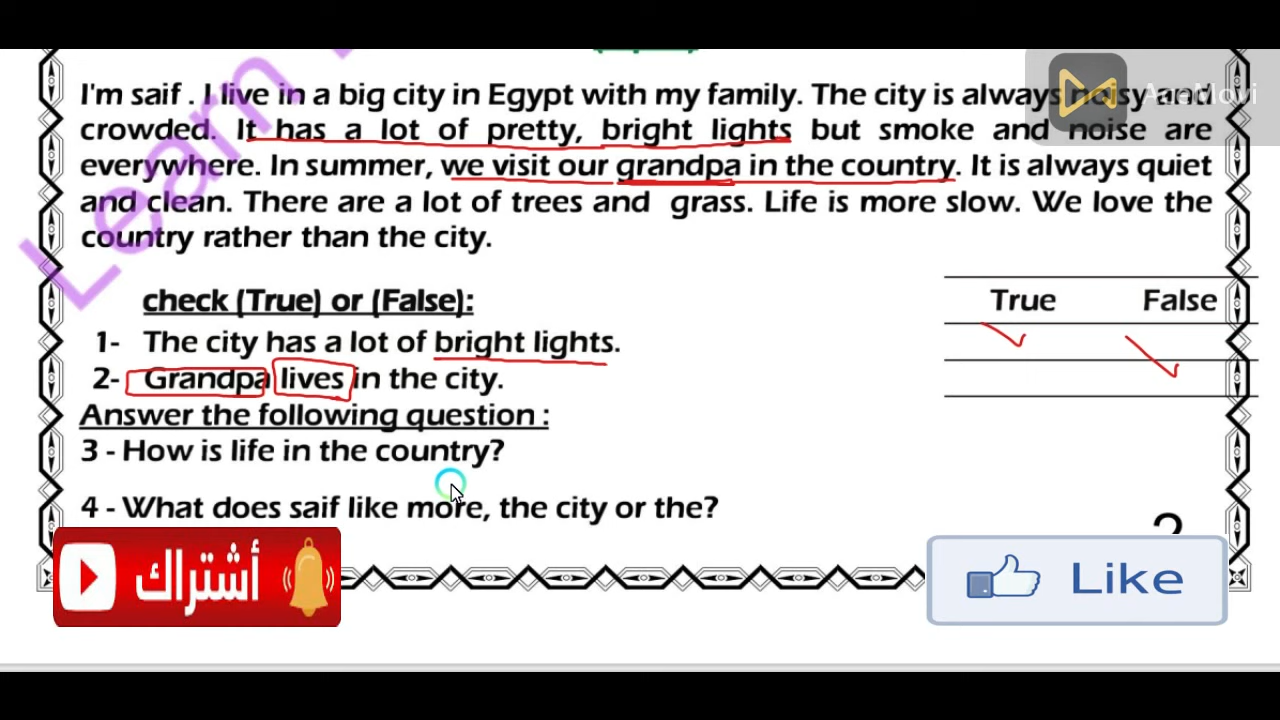 I'm saif . I live in a big city in Egypt with my family. The city is always noisy and
crowded. It has a lot of pretty, bright lights but smoke and noise are
everywhere. In summer, we visit our grandpa in the country. It is always quiet
and clean. There are a lot of trees and grass. Life is more slow. We love the
country rather than the city.
check (True) or (False):
True False
1- The city has a lot of bright lights.
2- Grandpa lives in the city.
Answer the following question :
3 - How is life in the country?
4 - What does saif like more, the city or the?
2
أشتراك
Like
Learn